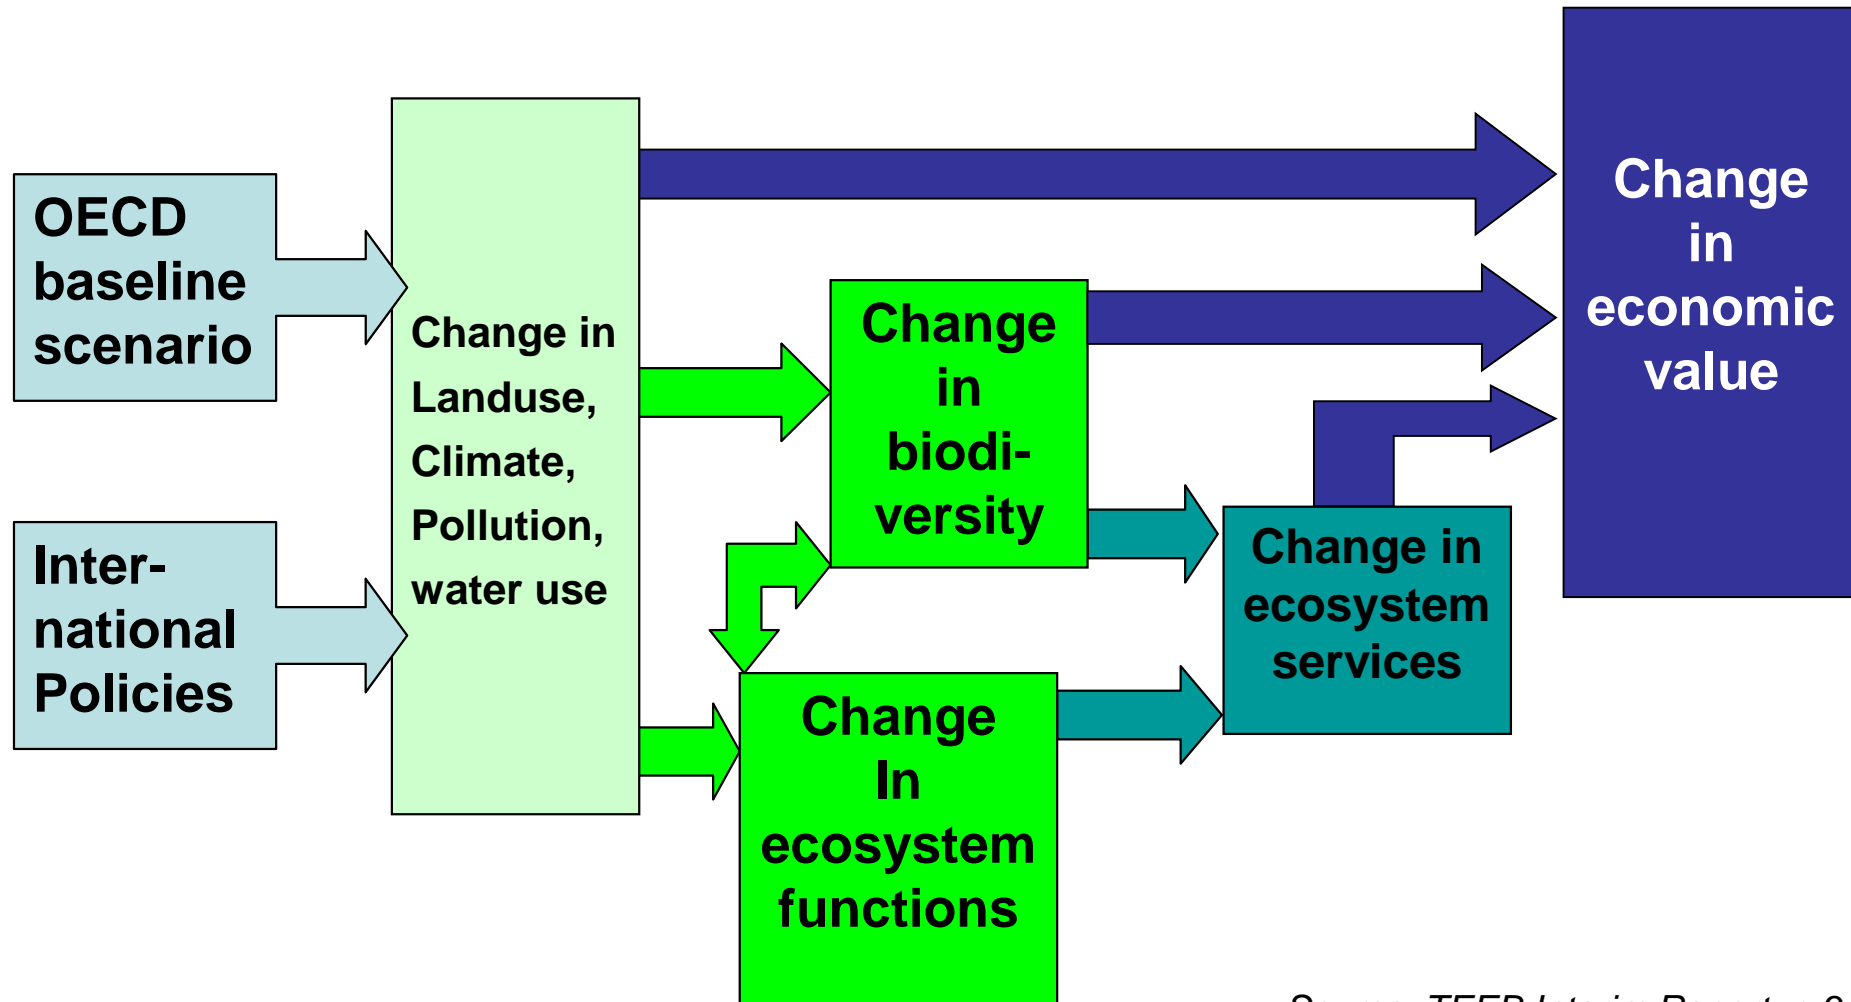 OECD
baseline
scenario
Inter-
national
Policies
Change in
Landuse,
Climate,
Pollution,
water use
Change
in
biodi-
versity
Change
In
ecosystem
functions
Change in
ecosystem
services
Change
in
economic
value